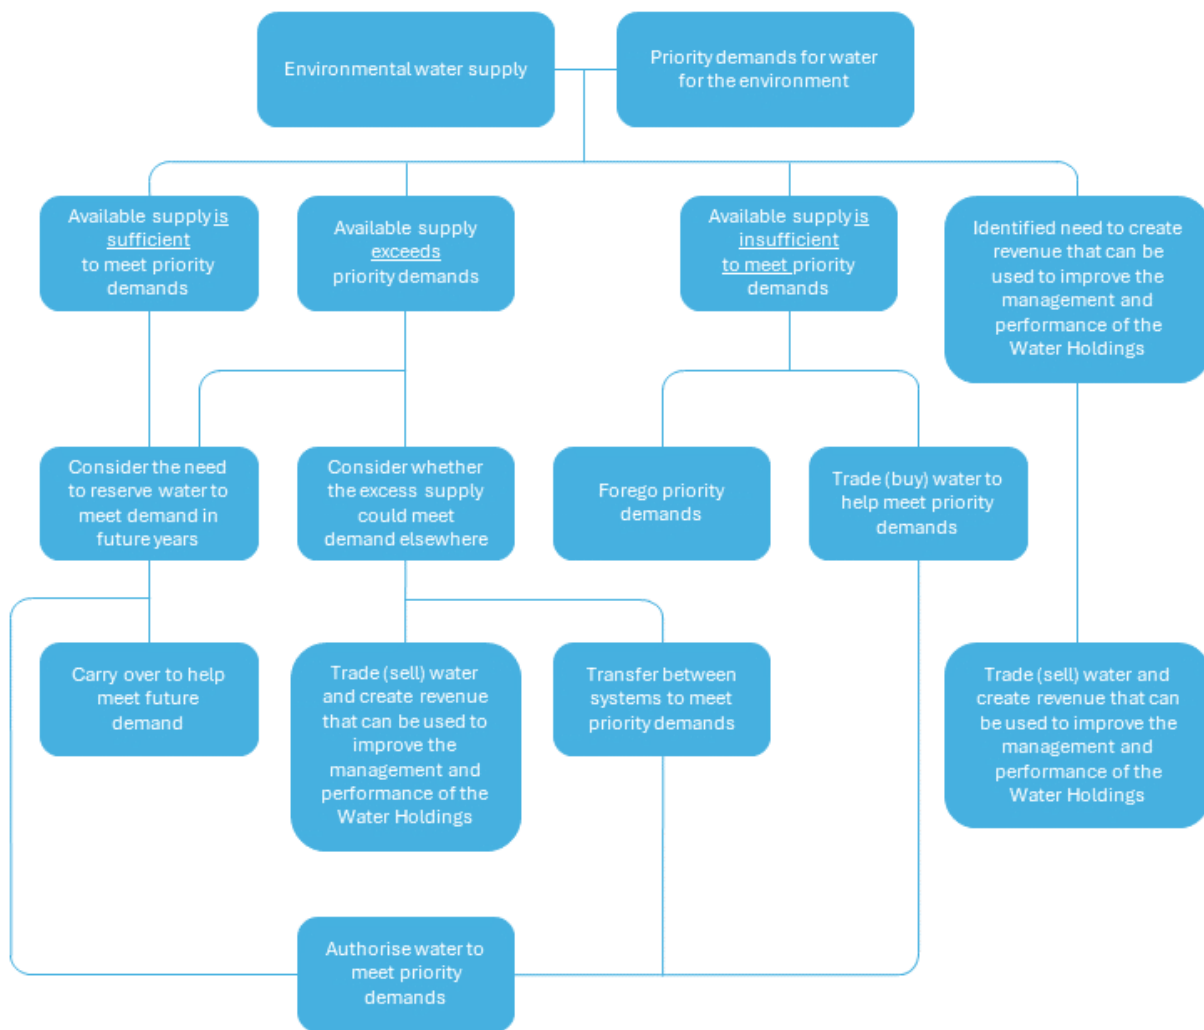 Environmental water supply
Priority demands for water
for the environment
Available supply is
sufficient
to meet priority
demands
Available supply
exceeds
priority demands
Available supply is
insufficient
to meet priority
demands
Identified need to create
revenue that can be
used to improve the
management and
performance of the
Water Holdings
Consider the need
to reserve water to
meet demand in
future years
Consider whether
the excess supply
could meet
demand elsewhere
Forego priority
demands
Trade (buy) water to
help meet priority
demands
Carry over to help
meet future
demand
Trade (sell) water
and create revenue
that can be used to
improve the
management and
performance of the
Water Holdings
Transfer between
systems to meet
priority demands
Trade (sell) water and
create revenue that can
be used to improve the
management and
performance of the
Water Holdings
Authorise water to
meet priority
demands